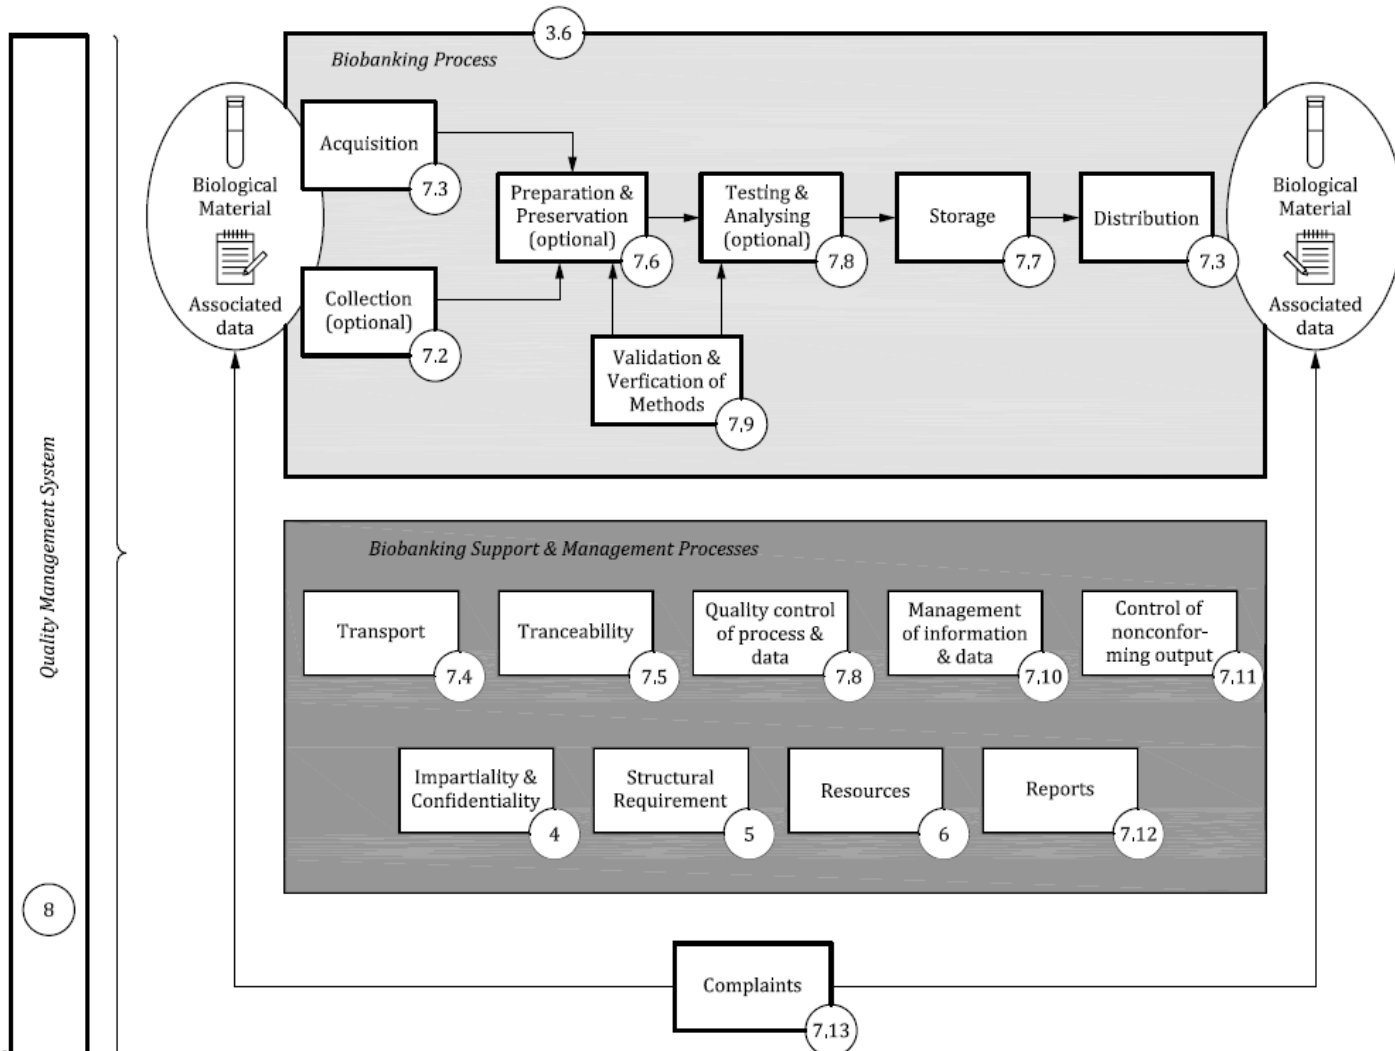 3.6
Biobanking Process
Biological
Material
Associated
data
Acquisition
7.3
Collection
(optional)
7.2
Preparation &
Preservation
(optional)
7.6
Testing &
Analysing
(optional)
7.8
Storage
7.7
Distribution
7.3
Validation &
Verfication of
Methods
7.9
Biological
Material
Associated
data
Quality Management System
8
Biobanking Support & Management Processes
Transport
7.4
Tranceability
7.5
Quality control
of process &
data
7.8
Management
of information
& data
7.10
Control of
nonconfor-
ming output
7.11
Impartiality &
Confidentiality
4
Structural
Requirement
5
Resources
6
Reports
7.12
Complaints
7.13